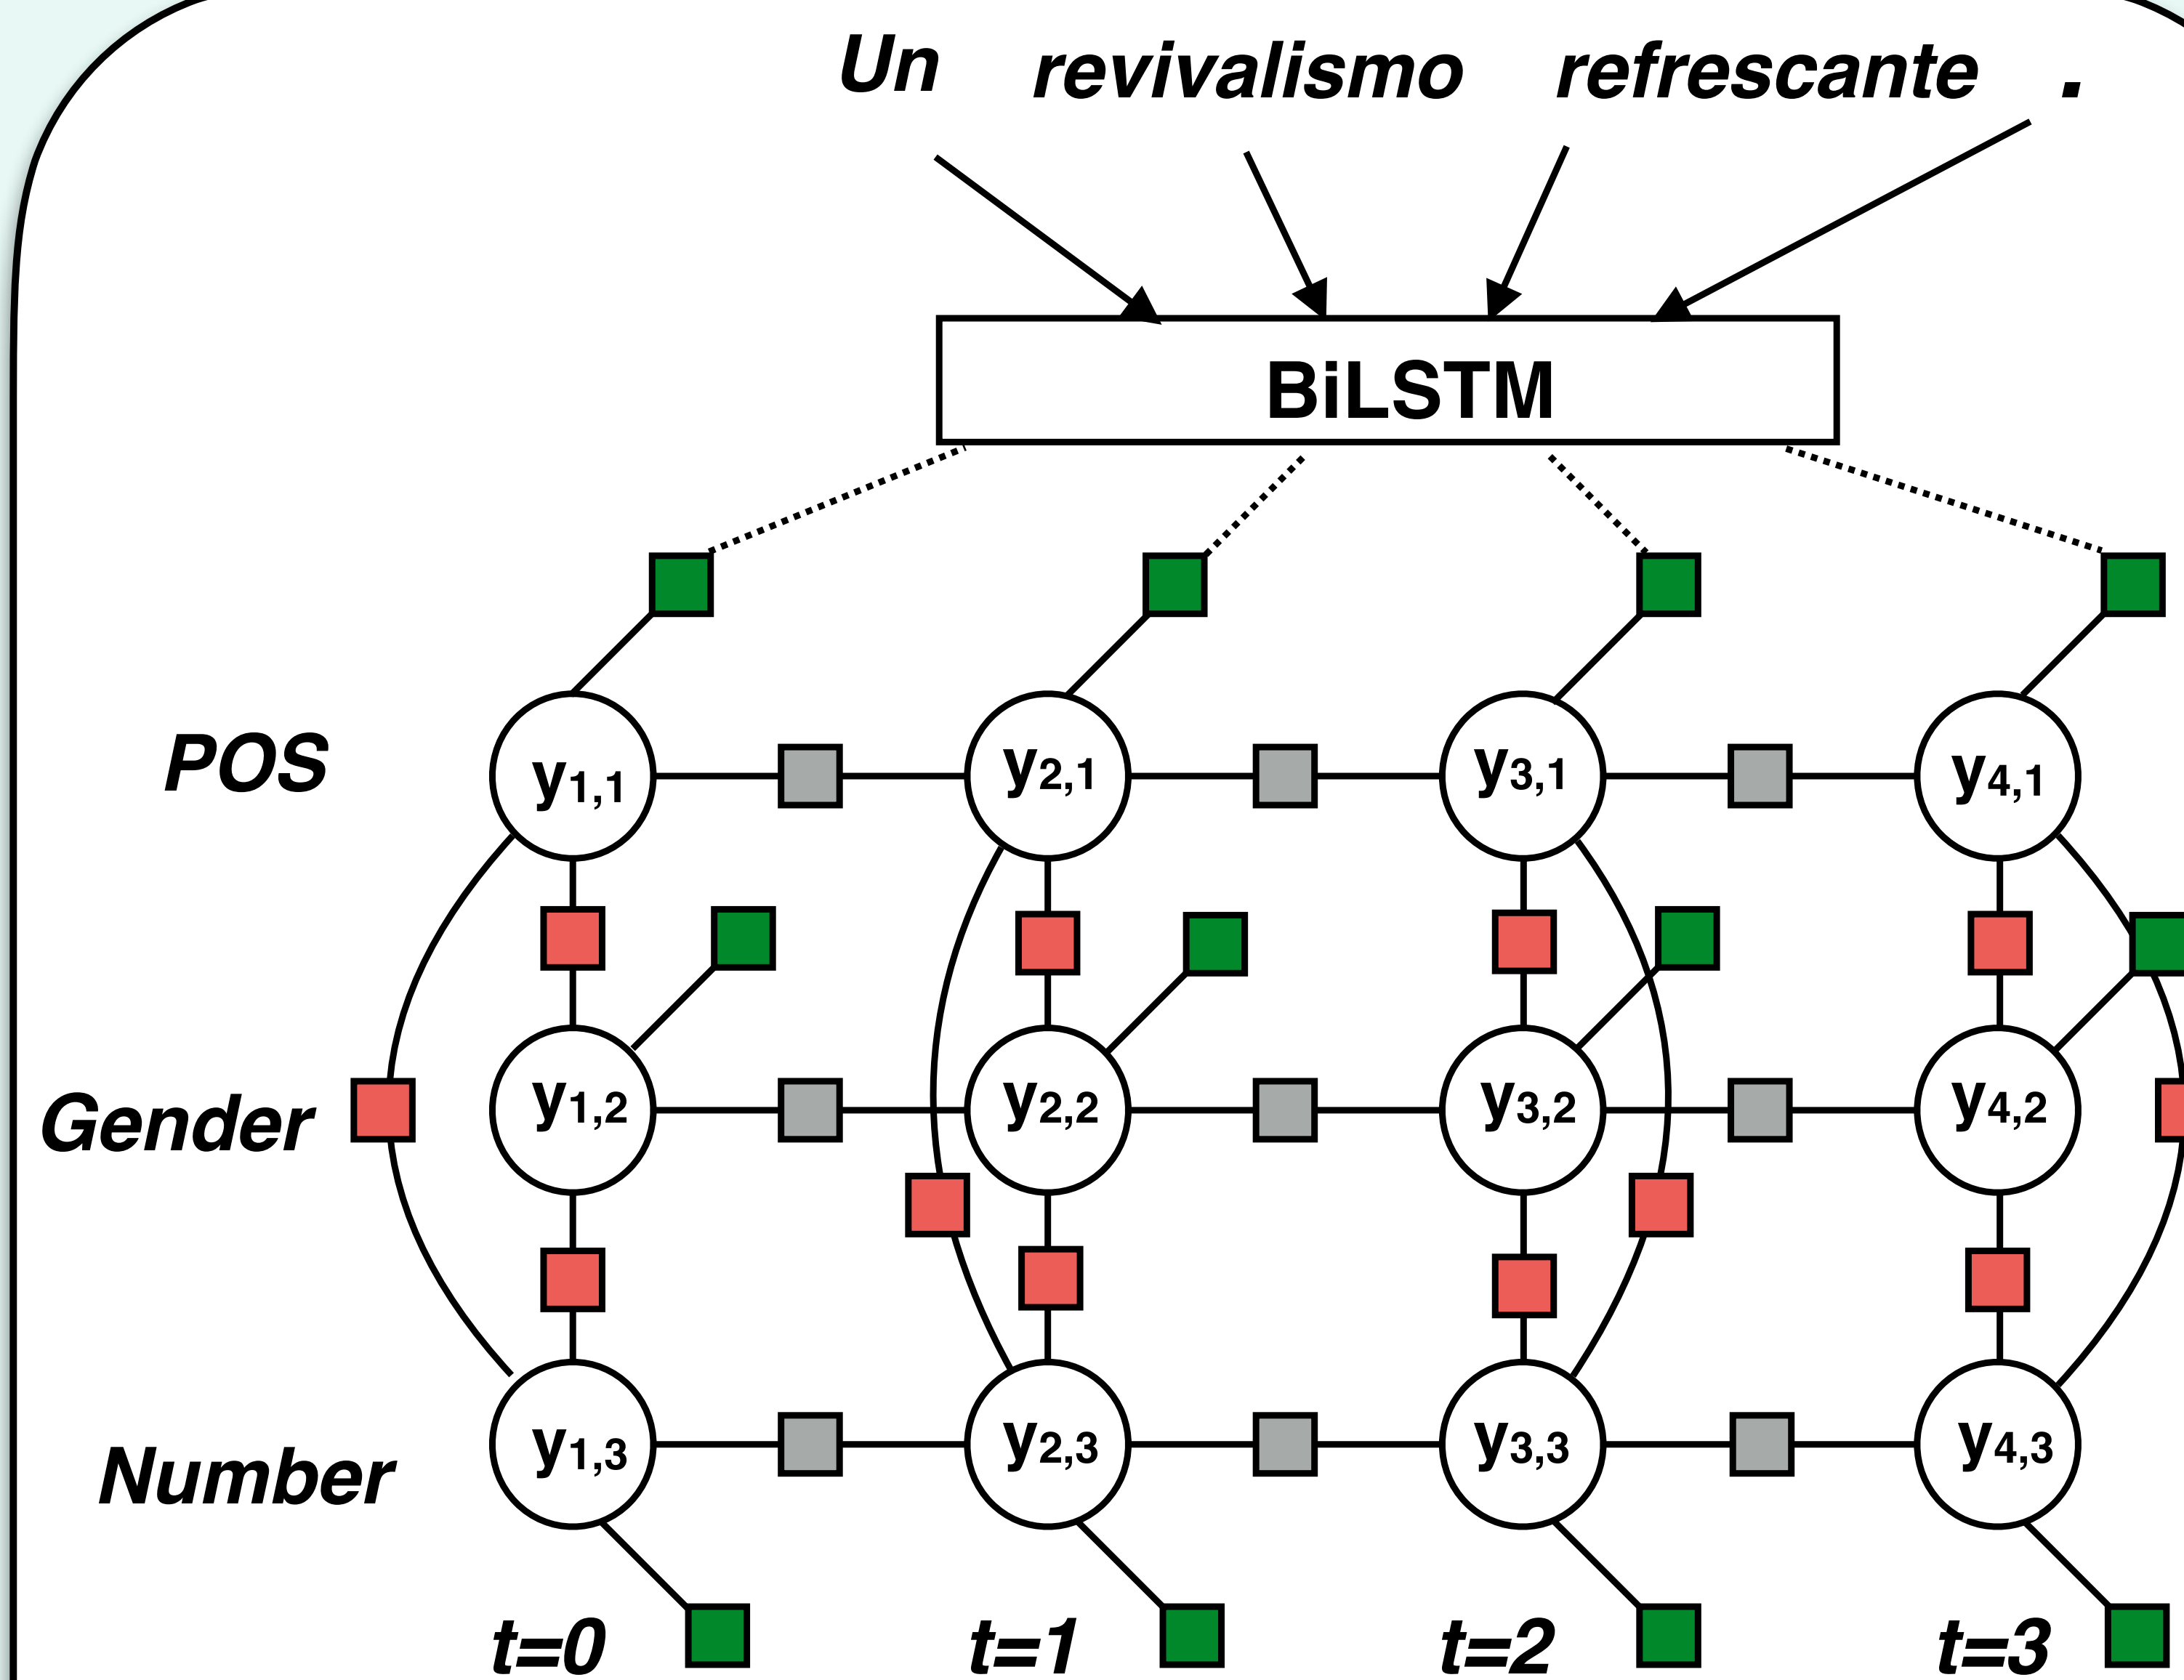 Un revivalismo refrescante .
BiLSTM
POS y1,1 y2,1 y3,1 y4,1
Gender y1,2 y2,2 y3,2 y4,2
Number y1,3 y2,3 y3,3 y4,3
t=0 t=1 t=2 t=3